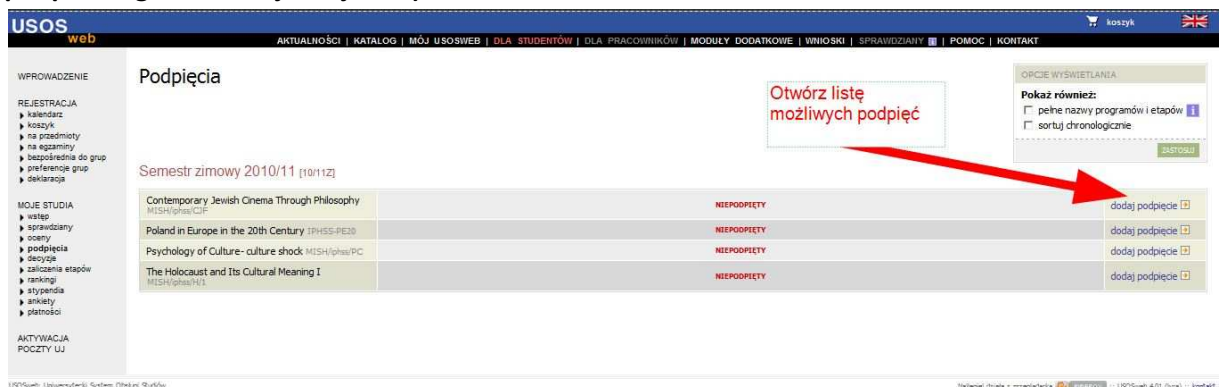 USOS
web
koszyk
AKTUALNOŚCI | KATALOG | MÓJ USOSWEB | DLA STUDENTÓW | DLA PRACOWNIKÓW | MODUŁY DODATKOWE | WNIOSKI | SPRAWDZIANY i | POMOC | KONTAKT
WPROWADZENIE
REJESTRACJA
kalendarz
koszyk
na przedmioty
na egzaminy
bezpośrednia do grup
preferencje grup
deklaracja
MOJE STUDIA
wstęp
sprawdziany
oceny
podpięcia
decyzje
zaliczenia etapów
rankingi
stypendia
ankiety
płatności
AKTYWACJA
POCZTY UJ
Podpięcia
Otwórz listę
możliwych podpięć
OPCJE WYŚWIETLANIA
Pokaż również:
pełne nazwy programów i etapów i
sortuj chronologicznie
ZASTOSUJ
Semestr zimowy 2010/11 [10/11Z]
Contemporary Jewish Cinema Through Philosophy
MISH/iphss/CJF
NIEPODPIĘTY
dodaj podpięcie
Poland in Europe in the 20th Century IPHSS-PE20
NIEPODPIĘTY
dodaj podpięcie
Psychology of Culture- culture shock MISH/iphss/PC
NIEPODPIĘTY
dodaj podpięcie
The Holocaust and Its Cultural Meaning I
MISH/iphss/H/1
NIEPODPIĘTY
dodaj podpięcie